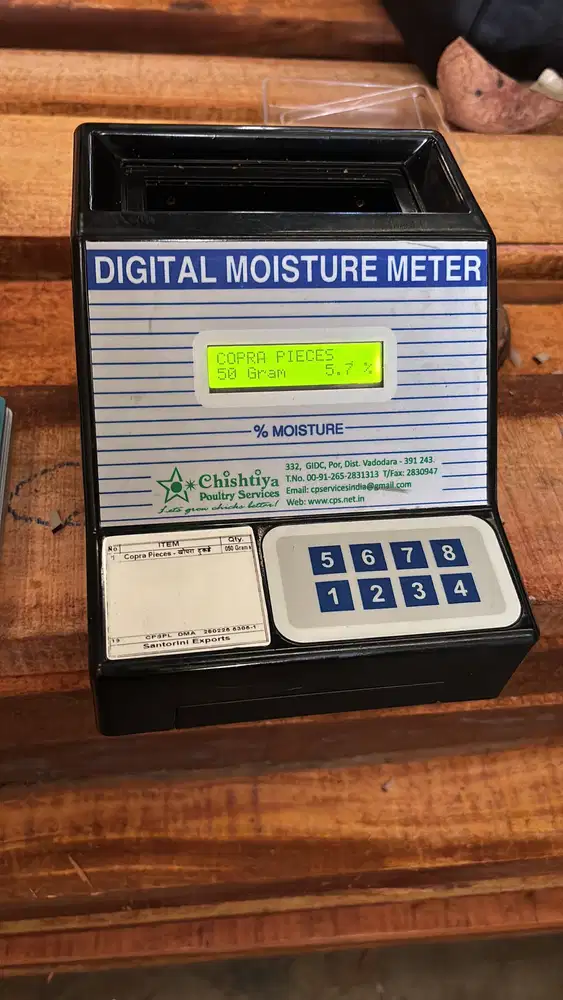 DIGITAL MOISTURE METER
COPRA PIECES
50 Gram 5.7 %
% MOISTURE
Chishtiya
Poultry Services
Let's grow chicks better!
332, GIDC, Por, Dist. Vadodara - 391 243.
T.No. 00-91-265-2831313 T/Fax: 2830947
Email: cpservicesindia@gmail.com
Web: www.cps.net.in
No ITEM Qty.
Copra Pieces - खोपरा टुकडे 050 Gram
CPSPL DMA
Santorini Exports
5 6 7 8
1 2 3 4